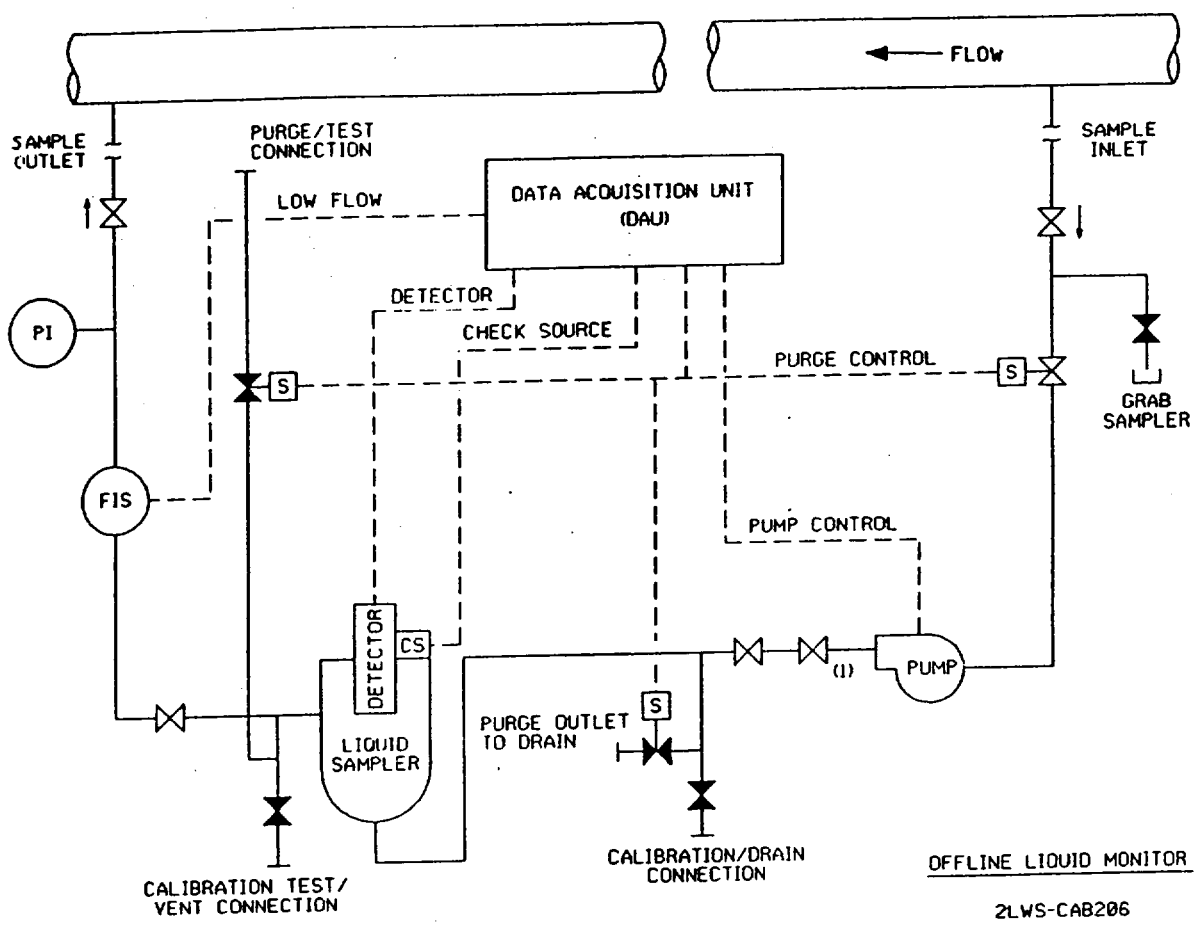 FLOW
SAMPLE
OUTLET
PURGE/TEST
CONNECTION
SAMPLE
INLET
LOW FLOW
DATA ACQUISITION UNIT
(DAU)
DETECTOR
CHECK SOURCE
PI
PURGE CONTROL
S
S
GRAB
SAMPLER
FIS
PUMP CONTROL
DETECTOR
CS
PUMP
(1)
S
PURGE OUTLET
TO DRAIN
LIQUID
SAMPLER
CALIBRATION/DRAIN
CONNECTION
CALIBRATION TEST/
VENT CONNECTION
OFFLINE LIQUID MONITOR
2LWS-CAB206